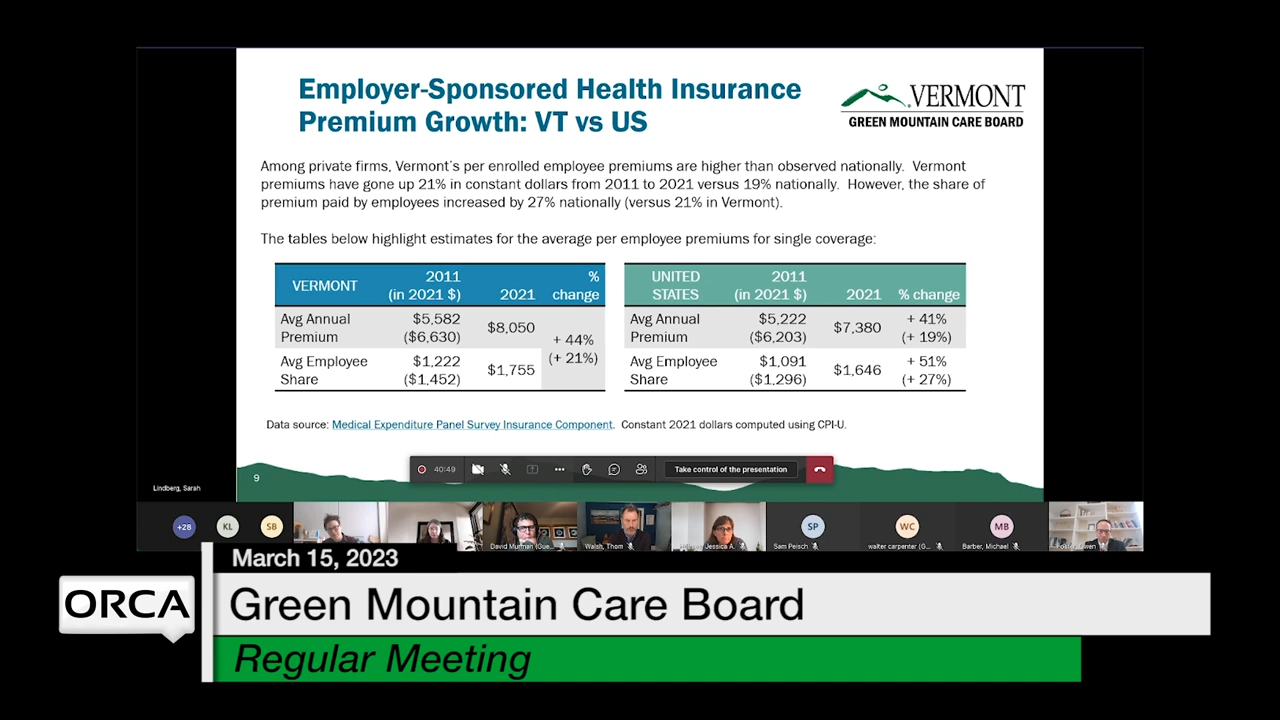 Employer-Sponsored Health Insurance
Premium Growth: VT vs US
VERMONT
GREEN MOUNTAIN CARE BOARD
Among private firms, Vermont's per enrolled employee premiums are higher than observed nationally. Vermont
premiums have gone up 21% in constant dollars from 2011 to 2021 versus 19% nationally. However, the share of
premium paid by employees increased by 27% nationally (versus 21% in Vermont).
The tables below highlight estimates for the average per employee premiums for single coverage:
VERMONT 2011 (in 2021 $) 2021 % change
Avg Annual Premium $5,582 ($6,630) $8,050 + 44% (+ 21%)
Avg Employee Share $1,222 ($1,452) $1,755
UNITED STATES 2011 (in 2021 $) 2021 % change
Avg Annual Premium $5,222 ($6,203) $7,380 + 41% (+ 19%)
Avg Employee Share $1,091 ($1,296) $1,646 + 51% (+ 27%)
Data source: Medical Expenditure Panel Survey Insurance Component. Constant 2021 dollars computed using CPI-U.
9
40:49
Take control of the presentation
Lindberg, Sarah
+28
KL
SB
David Murman (Gue...
Walsh, Thom
Jessica A.
SP
Sam Peisch
WC
walter carpenter (G...
MB
Barber, Michael
March 15, 2023
ORCA
Green Mountain Care Board
Regular Meeting